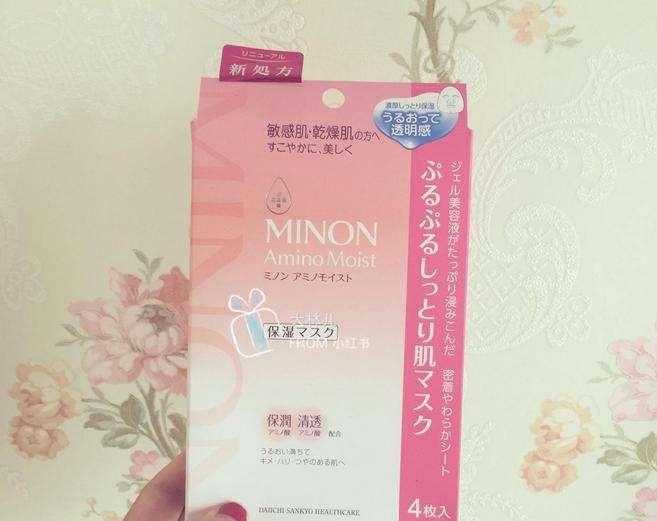 リニューアル
新処方
敏感肌・乾燥肌の方へ
すこやかに、美しく
濃厚しっとり保湿
うるおって
透明感
MINON
MINON
Amino Moist
ミノン アミノモイスト
保湿マスク
大林儿
FROM 小红书
保潤 清透
アミノ酸 アミノ酸 配合
うるおい満ちて
キメ・ハリ・つやのある肌へ
DAIICHI SANKYO HEALTHCARE
ジェル美容液がたっぷり浸みこんだ 密着やわらかシート
ぷるぷるしっとり肌マスク
4枚入